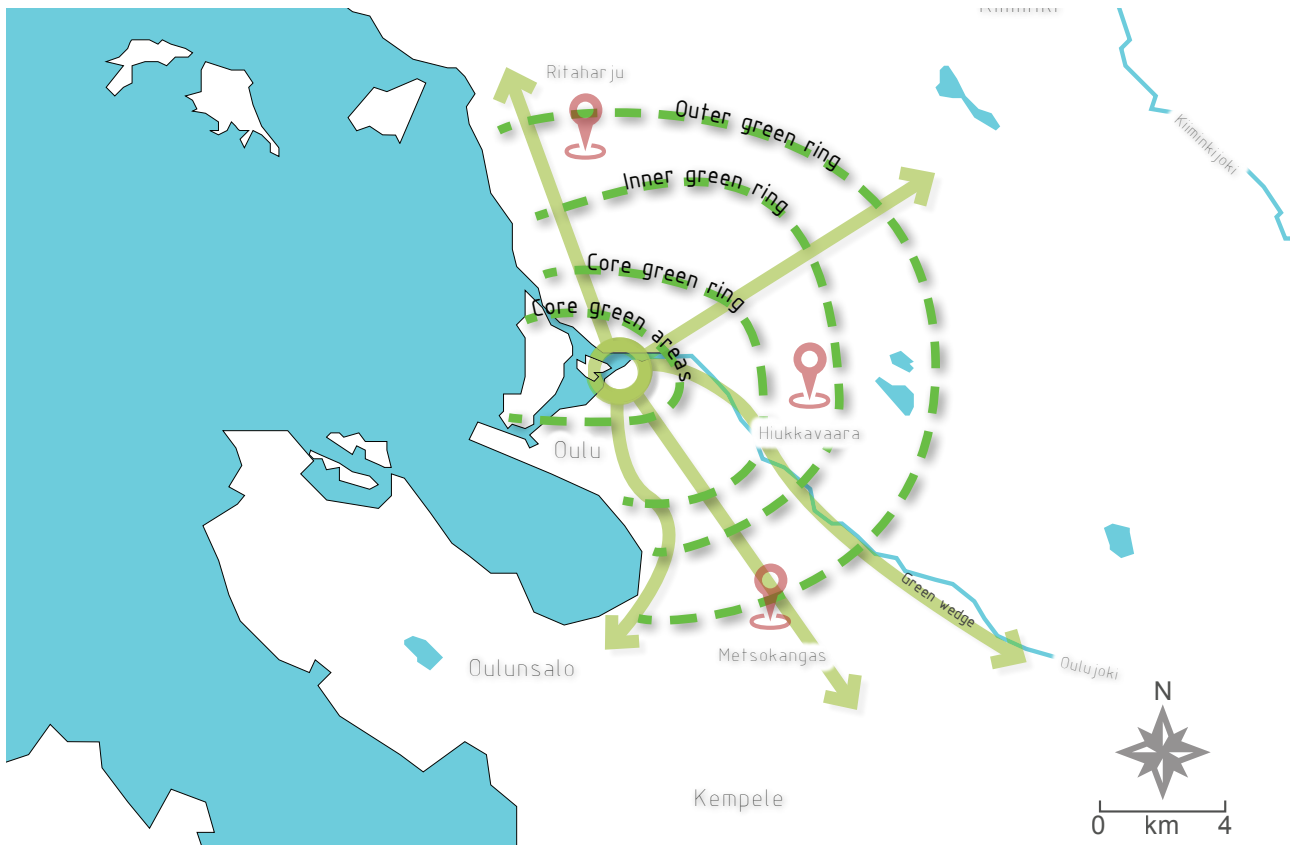 Ritaharju
Outer green ring
Kiiminkijoki
Inner green ring
Core green ring
Core green areas
Hiukkavaara
Oulu
Green wedge
Metsokangas
Oulunsalo
Oulujoki
N
Kempele
0 km 4